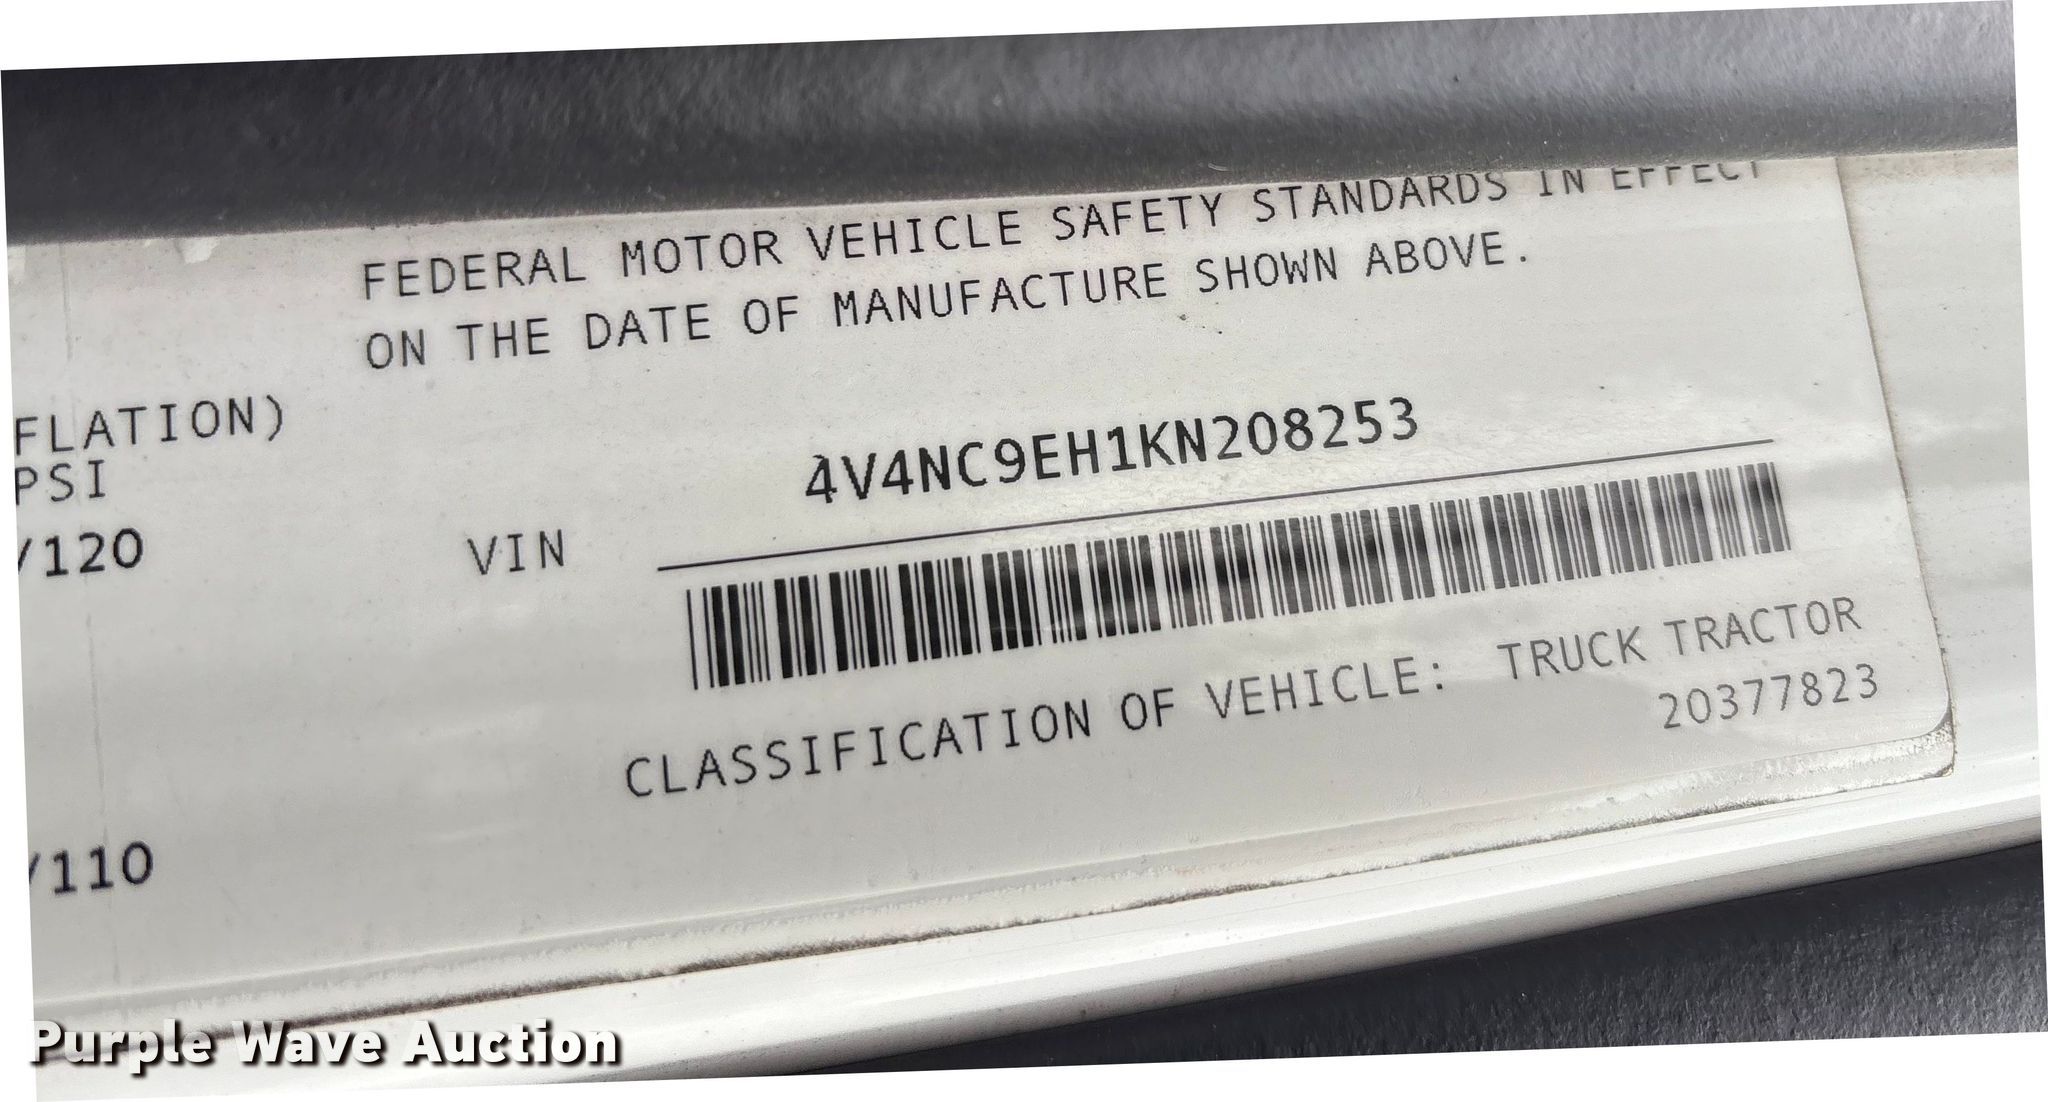 FEDERAL MOTOR VEHICLE SAFETY STANDARDS IN EFFECT
ON THE DATE OF MANUFACTURE SHOWN ABOVE.
FLATION)
PSI
/120
4V4NC9EH1KN208253
VIN
CLASSIFICATION OF VEHICLE: TRUCK TRACTOR
20377823
/110
Purple Wave Auction